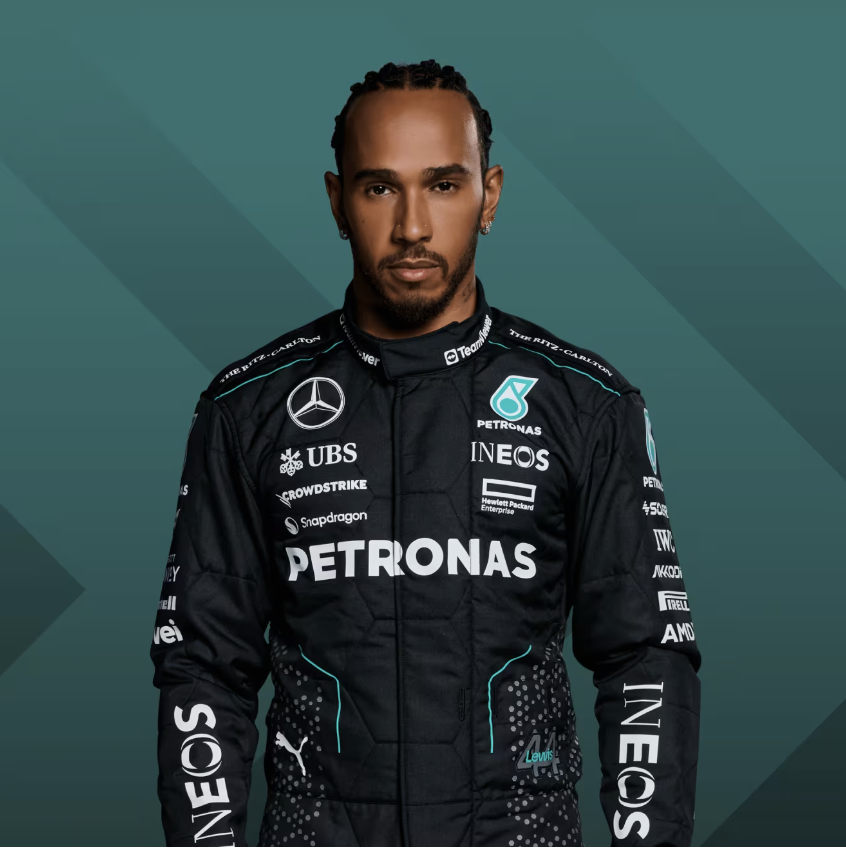 THE RITZ-CARLTON
TeamViewer
THE RITZ-CARLTON
PETRONAS
UBS
INEOS
CROWDSTRIKE
Hewlett Packard
Enterprise
Snapdragon
PETRONAS
IWC
PIRELLI
AMD
44
Lewis
INEOS
INEOS